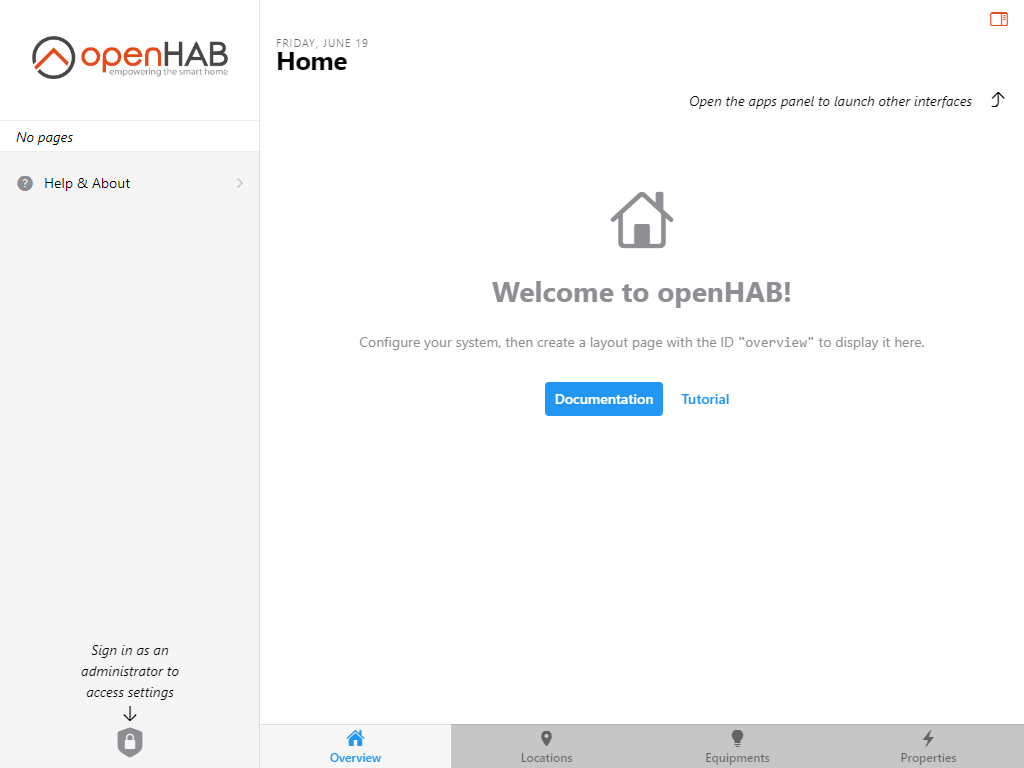 openHAB
empowering the smart home
No pages
Help & About
Sign in as an
administrator to
access settings
FRIDAY, JUNE 19
Home
Open the apps panel to launch other interfaces
Welcome to openHAB!
Configure your system, then create a layout page with the ID "overview" to display it here.
Documentation Tutorial
Overview Locations Equipments Properties